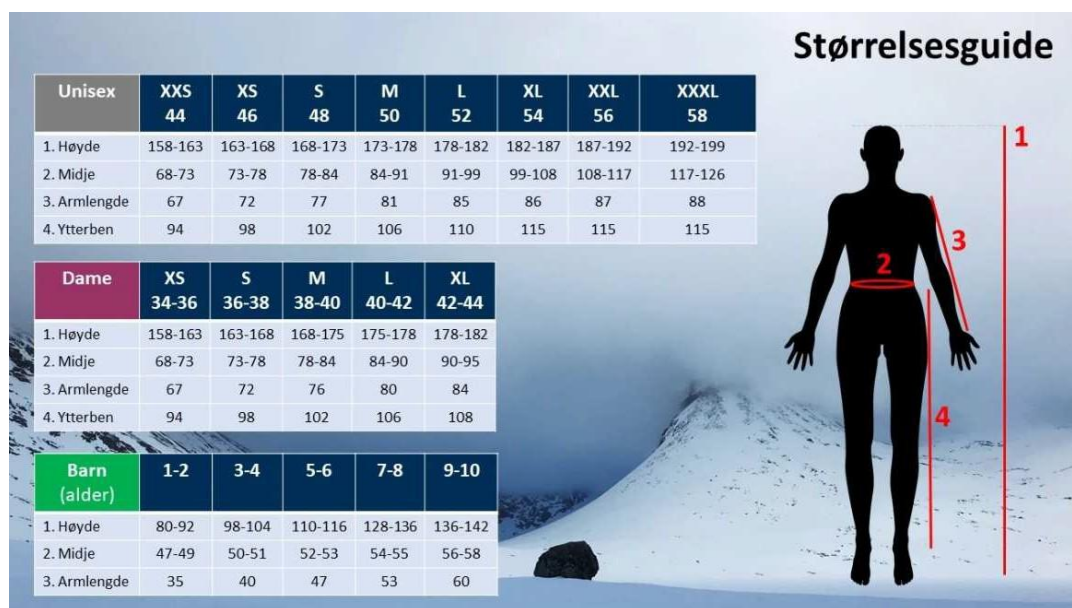 Størrelsesguide
Unisex XXS XS S M L XL XXL XXXL
44 46 48 50 52 54 56 58
1. Høyde 158-163 163-168 168-173 173-178 178-182 182-187 187-192 192-199
2. Midje 68-73 73-78 78-84 84-91 91-99 99-108 108-117 117-126
3. Armlengde 67 72 77 81 85 86 87 88
4. Ytterben 94 98 102 106 110 115 115 115
Dame XS S M L XL
34-36 36-38 38-40 40-42 42-44
1. Høyde 158-163 163-168 168-175 175-178 178-182
2. Midje 68-73 73-78 78-84 84-90 90-95
3. Armlengde 67 72 76 80 84
4. Ytterben 94 98 102 106 108
Barn 1-2 3-4 5-6 7-8 9-10
(alder)
1. Høyde 80-92 98-104 110-116 128-136 136-142
2. Midje 47-49 50-51 52-53 54-55 56-58
3. Armlengde 35 40 47 53 60
1
3
2
4